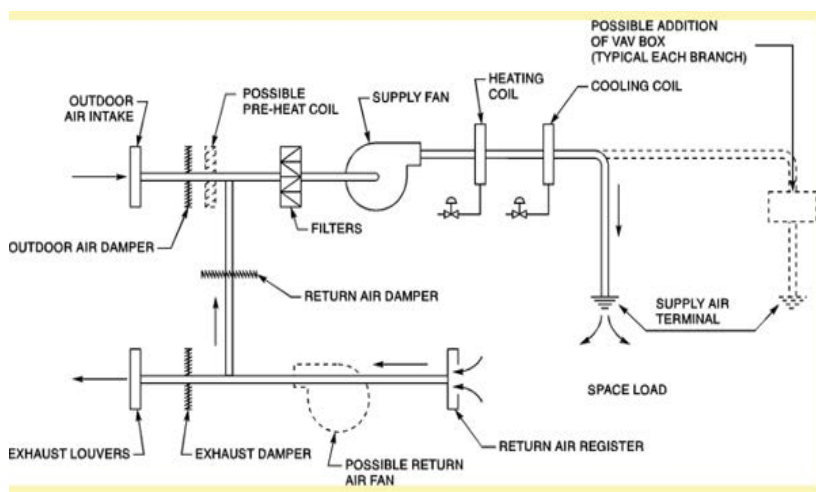 POSSIBLE ADDITION
OF VAV BOX
(TYPICAL EACH BRANCH)
HEATING
COIL
COOLING COIL
SUPPLY FAN
POSSIBLE
PRE-HEAT COIL
OUTDOOR
AIR INTAKE
OUTDOOR AIR DAMPER
FILTERS
RETURN AIR DAMPER
SUPPLY AIR
TERMINAL
SPACE LOAD
EXHAUST LOUVERS
EXHAUST DAMPER
POSSIBLE RETURN
AIR FAN
RETURN AIR REGISTER